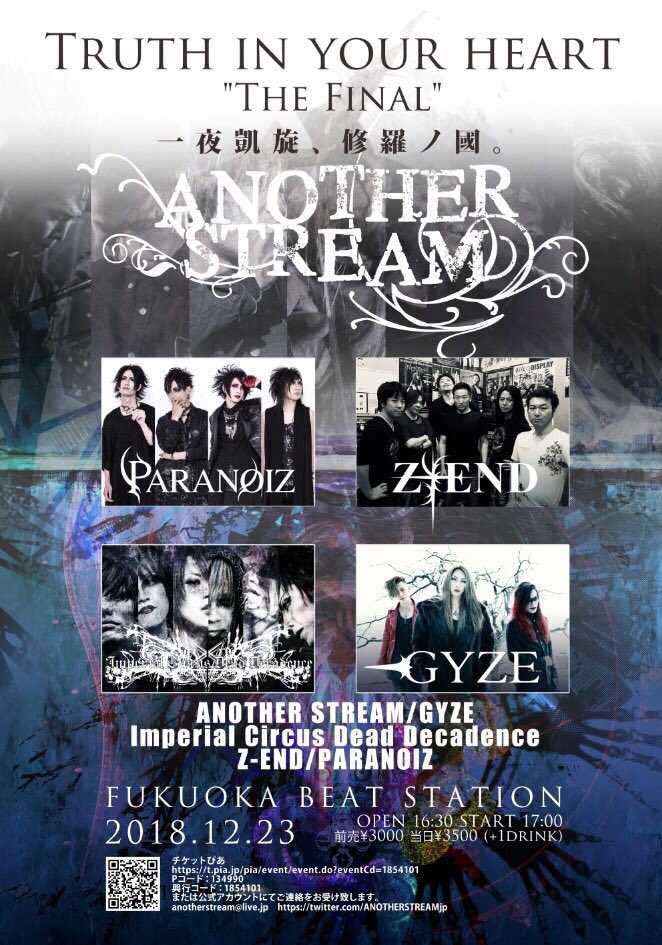 TRUTH IN YOUR HEART
"THE FINAL"
一夜凱旋、修羅ノ國。
ANOTHER
STREAM
PARANOIZ
Z-END
Imperial Circus Dead Decadence
GYZE
ANOTHER STREAM/GYZE
Imperial Circus Dead Decadence
Z-END/PARANOIZ
FUKUOKA BEAT STATION
2018.12.23
OPEN 16:30 START 17:00
前売¥3000 当日¥3500 (+1DRINK)
チケットぴあ
https://t.pia.jp/pia/event/event.do?eventCd=1854101
Pコード：134990
興行コード：1854101
または公式アカウントにてご連絡をお受け致します。
anotherstream@live.jp https://twitter.com/ANOTHERSTREAMjp